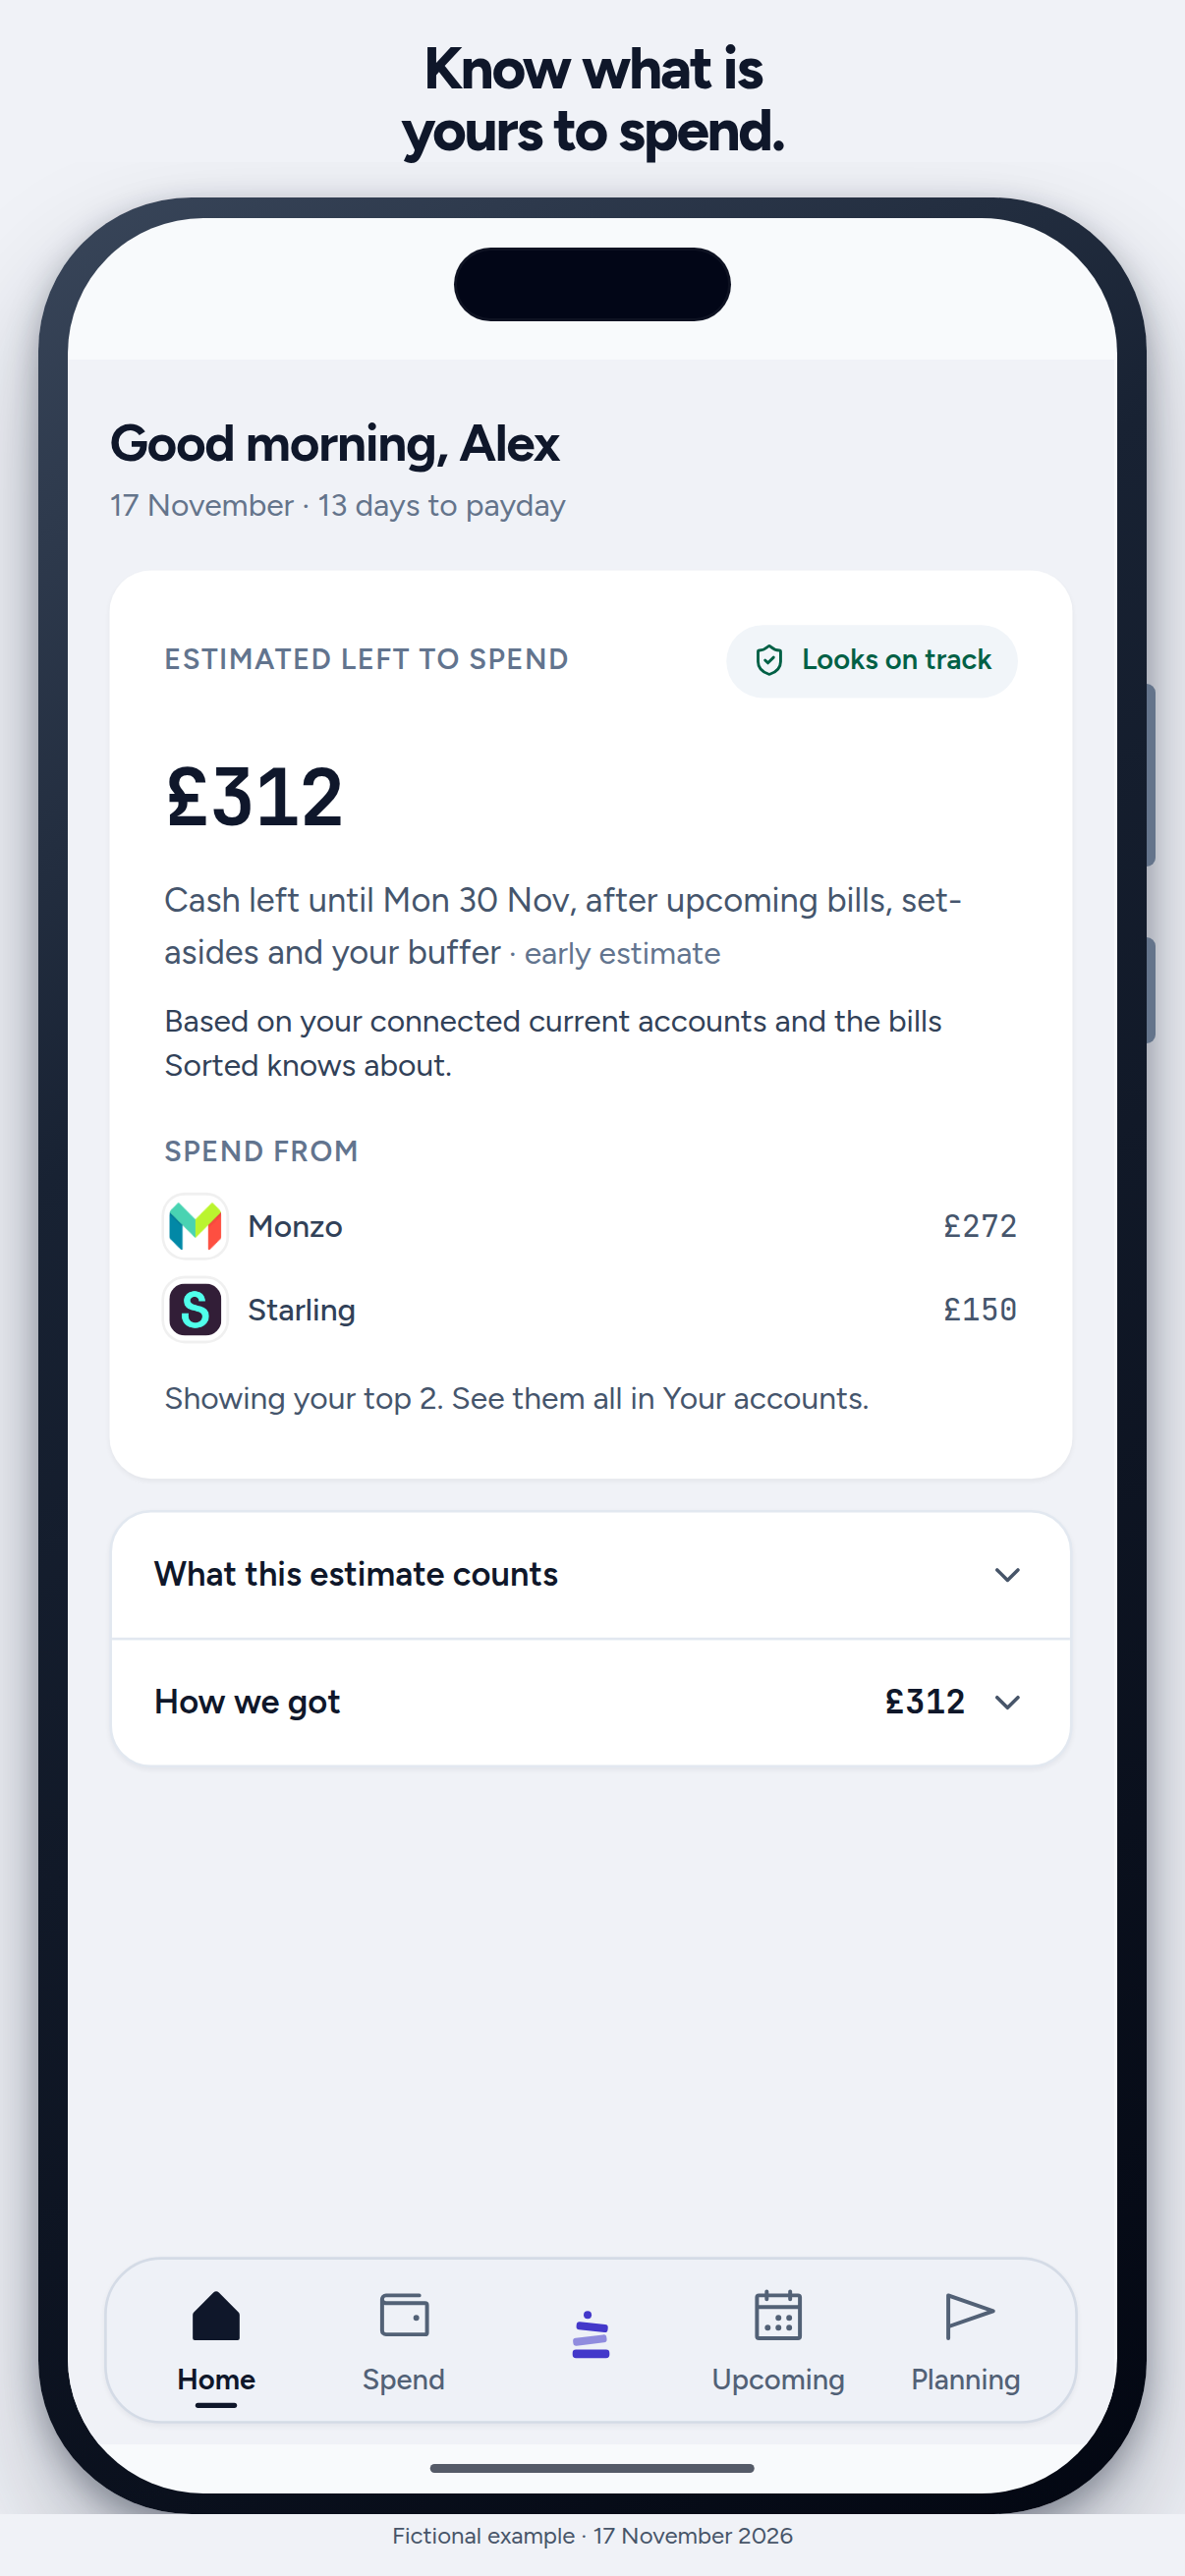 Know what is
yours to spend.
Good morning, Alex
17 November · 13 days to payday
ESTIMATED LEFT TO SPEND
Looks on track
£312
Cash left until Mon 30 Nov, after upcoming bills, set-
asides and your buffer · early estimate
Based on your connected current accounts and the bills
Sorted knows about.
SPEND FROM
Monzo £272
S Starling £150
Showing your top 2. See them all in Your accounts.
What this estimate counts
How we got £312
Home Spend Upcoming Planning
Fictional example · 17 November 2026